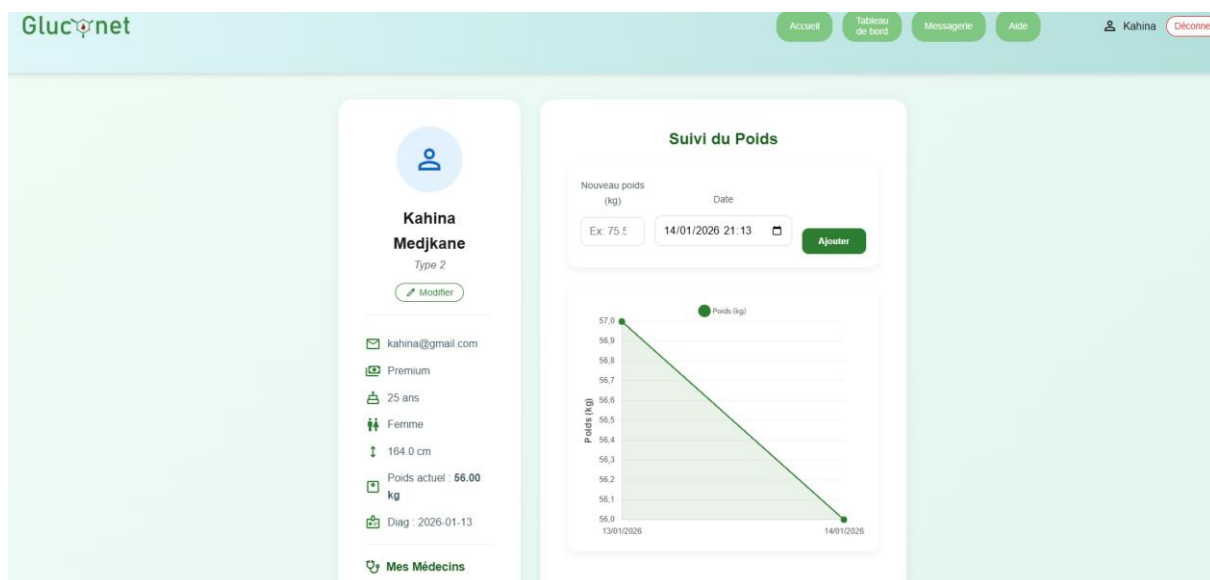 Gluconet
Accueil
Tableau
de bord
Messagerie
Aide
Kahina
Déconne
Kahina
Medjkane
Type 2
Modifier
kahina@gmail.com
Premium
25 ans
Femme
164.0 cm
Poids actuel : 56.00
kg
Diag : 2026-01-13
Mes Médecins
Suivi du Poids
Nouveau poids
(kg)
Date
Ex: 75.5
14/01/2026 21:13
Ajouter
Poids (kg)
Poids (kg)
57,0
56,9
56,8
56,7
56,6
56,5
56,4
56,3
56,2
56,1
56,0
13/01/2026
14/01/2026